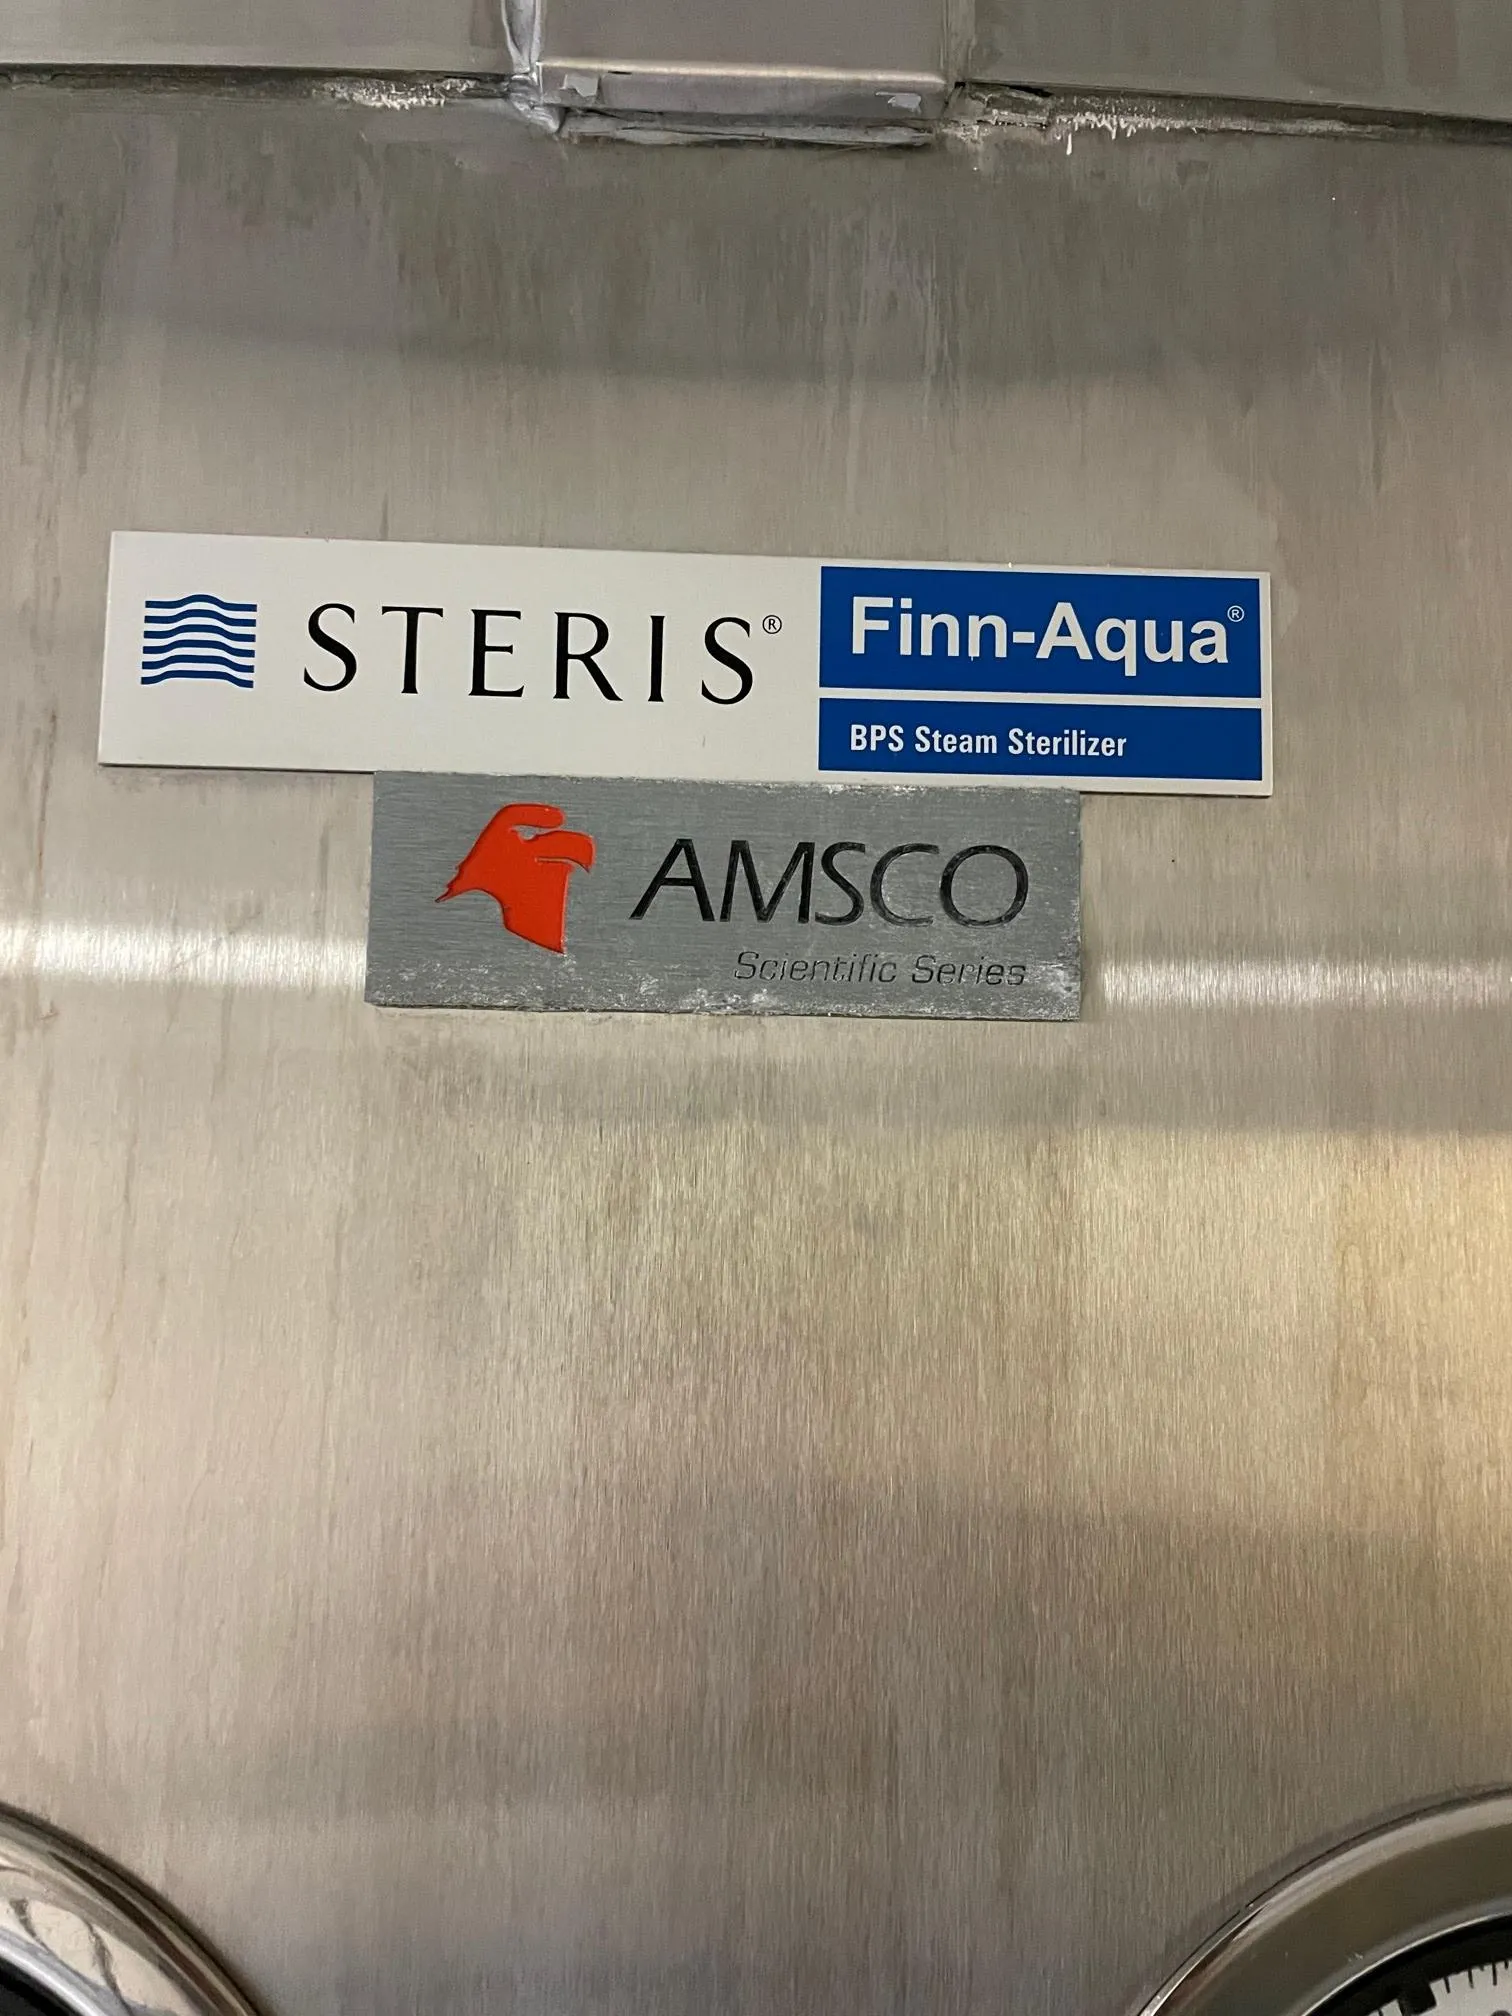 STERIS®
Finn-Aqua®
BPS Steam Sterilizer
AMSCO
Scientific Series